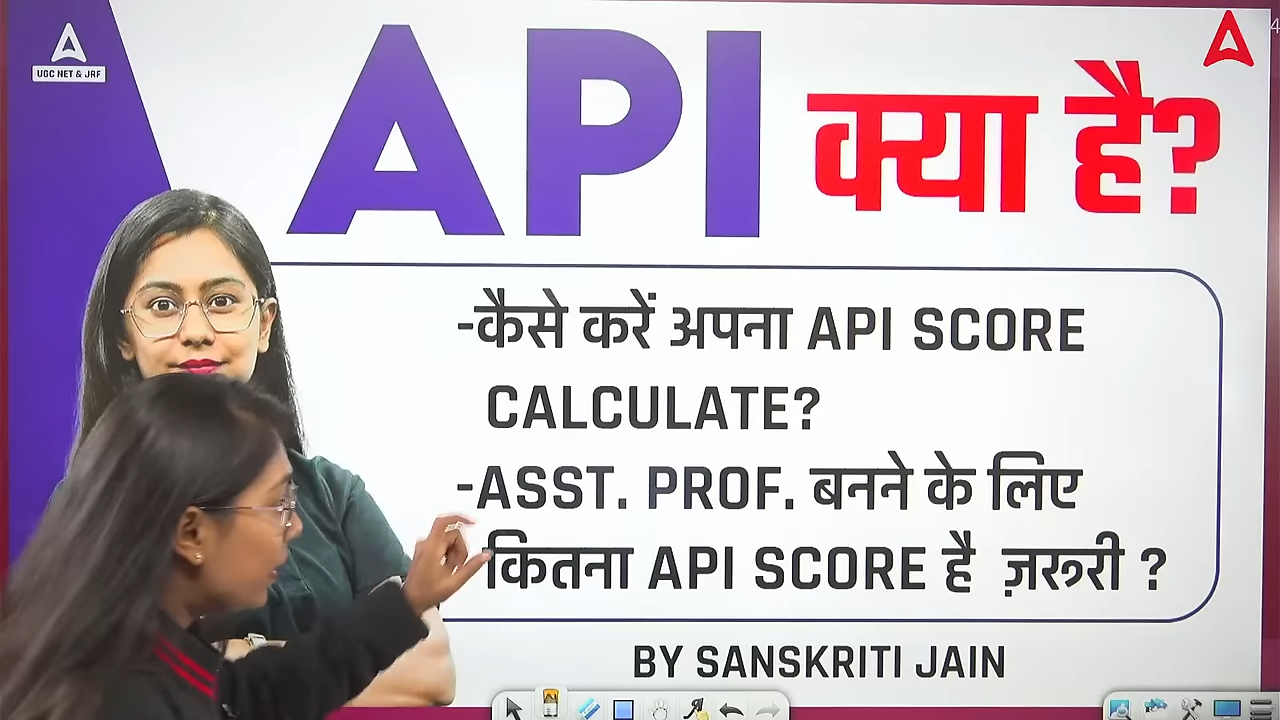 UGC NET & JRF
API क्या है?
-कैसे करें अपना API SCORE
CALCULATE?
-ASST. PROF. बनने के लिए
कितना API SCORE है ज़रूरी ?
BY SANSKRITI JAIN